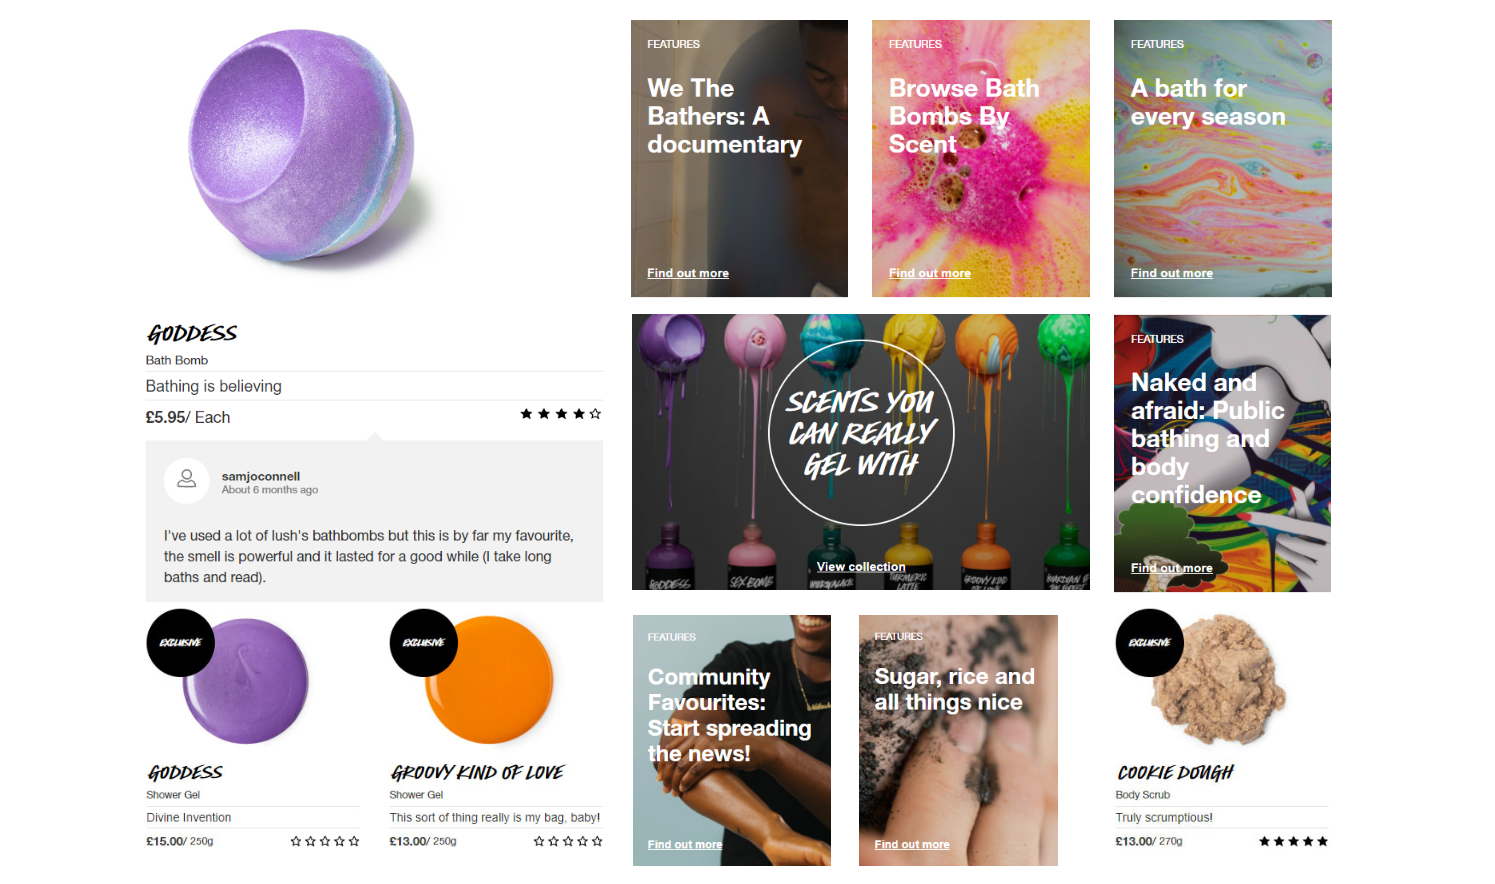 GODDESS
Bath Bomb
Bathing is believing
£5.95/ Each
samjoconnell
About 6 months ago
I've used a lot of lush's bathbombs but this is by far my favourite,
the smell is powerful and it lasted for a good while (I take long
baths and read).
FEATURES
We The
Bathers: A
documentary
Find out more
FEATURES
Browse Bath
Bombs By
Scent
Find out more
FEATURES
A bath for
every season
Find out more
SCENTS YOU
CAN REALLY
GEL WITH
GODDESS
SEX BOMB
TURMERIC
LATTE
GROOVY KIND
OF LOVE
View collection
FEATURES
Naked and
afraid: Public
bathing and
body
confidence
Find out more
EXCLUSIVE
GODDESS
Shower Gel
Divine Invention
£15.00/ 250g
EXCLUSIVE
GROOVY KIND OF LOVE
Shower Gel
This sort of thing really is my bag, baby!
£13.00/ 250g
FEATURES
Community
Favourites:
Start spreading
the news!
Find out more
FEATURES
Sugar, rice and
all things nice
Find out more
EXCLUSIVE
COOKIE DOUGH
Body Scrub
Truly scrumptious!
£13.00/ 270g